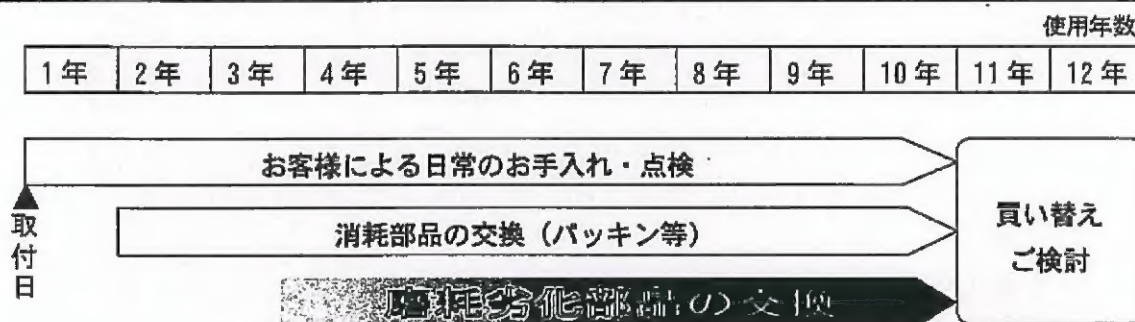 使用年数
1年 2年 3年 4年 5年 6年 7年 8年 9年 10年 11年 12年
お客様による日常のお手入れ・点検
取付日
消耗部品の交換（パッキン等）
買い替え
ご検討
磨耗劣化部品の交換